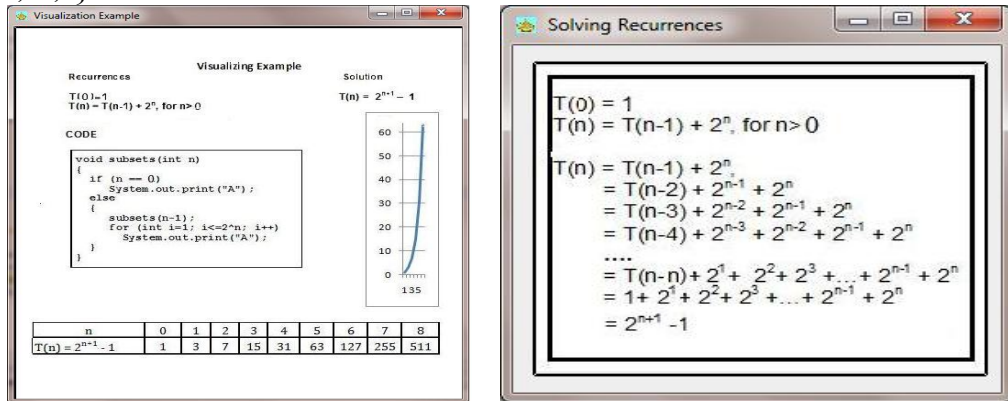 Visualization Example
Visualizing Example
Recurrences
Solution
T(0)=1
T(n) = T(n-1) + 2ⁿ, for n>0
T(n) = 2ⁿ⁺¹ – 1
CODE
void subsets(int n)
{
if (n == 0)
System.out.print("A");
else
{
subsets(n-1);
for (int i=1; i<=2^n; i++)
System.out.print("A");
}
}
60
50
40
30
20
10
0
135
n 0 1 2 3 4 5 6 7 8
T(n) = 2ⁿ⁺¹ - 1 1 3 7 15 31 63 127 255 511
Solving Recurrences
T(0) = 1
T(n) = T(n-1) + 2ⁿ, for n>0
T(n) = T(n-1) + 2ⁿ,
= T(n-2) + 2ⁿ⁻¹ + 2ⁿ
= T(n-3) + 2ⁿ⁻² + 2ⁿ⁻¹ + 2ⁿ
= T(n-4) + 2ⁿ⁻³ + 2ⁿ⁻² + 2ⁿ⁻¹ + 2ⁿ
....
= T(n-n)+ 2¹+ 2²+ 2³ +...+ 2ⁿ⁻¹ + 2ⁿ
= 1+ 2¹+ 2²+ 2³ +...+ 2ⁿ⁻¹ + 2ⁿ
= 2ⁿ⁺¹ -1